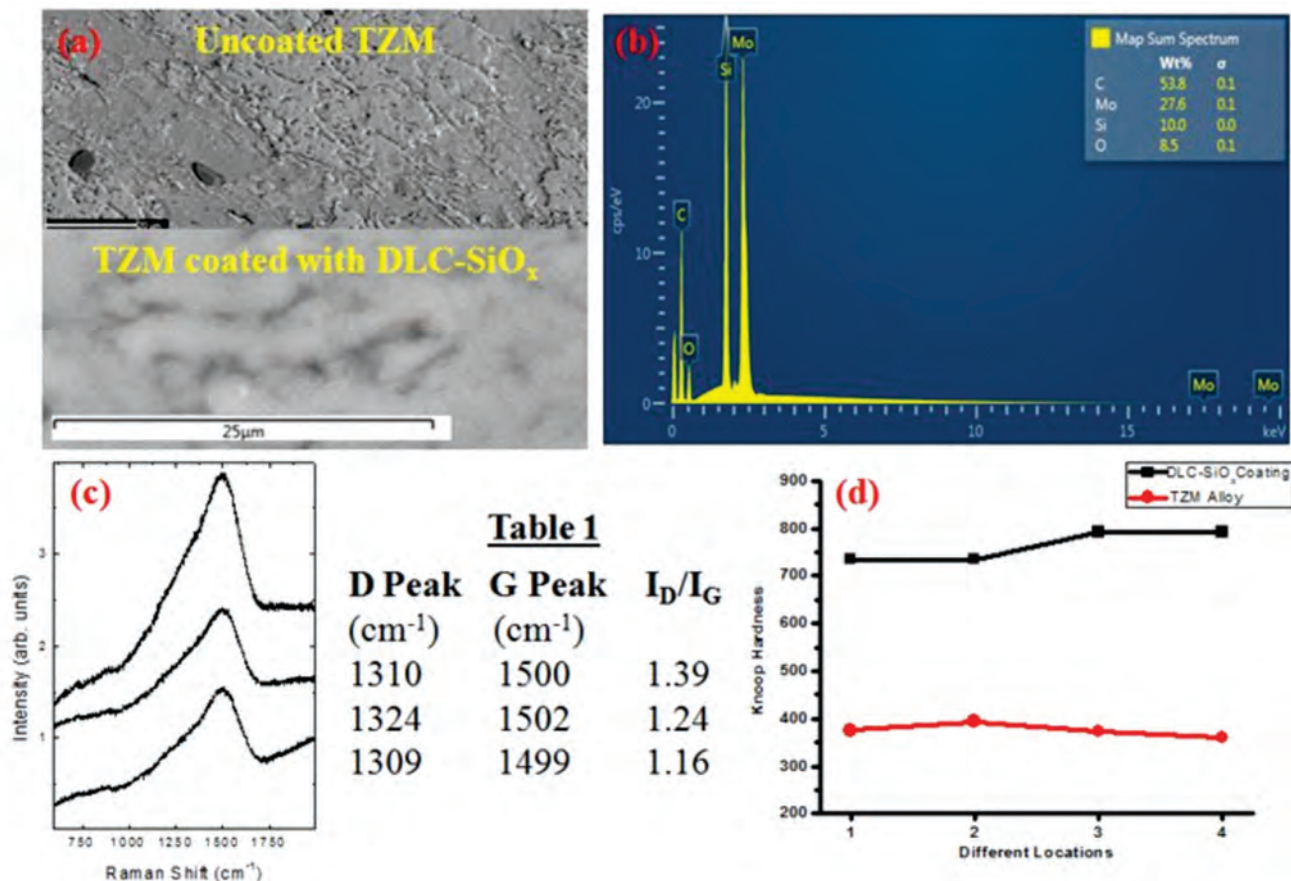 (a)
Uncoated TZM
TZM coated with DLC-SiOₓ
25µm
(b)
Map Sum Spectrum
Wt% σ
C 53.8 0.1
Mo 27.6 0.1
Si 10.0 0.0
O 8.5 0.1
Mo
Si
C
O
Mo Mo
cps/eV
20
10
0
0 5 10 15 keV
(c)
Intensity (arb. units)
3
2
1
750 1000 1250 1500 1750
Raman Shift (cm⁻¹)
Table 1
D Peak G Peak I_D/I_G
(cm⁻¹) (cm⁻¹)
1310 1500 1.39
1324 1502 1.24
1309 1499 1.16
(d)
DLC-SiOₓCoating
TZM Alloy
Knoop Hardness
900
800
700
600
500
400
300
200
1 2 3 4
Different Locations